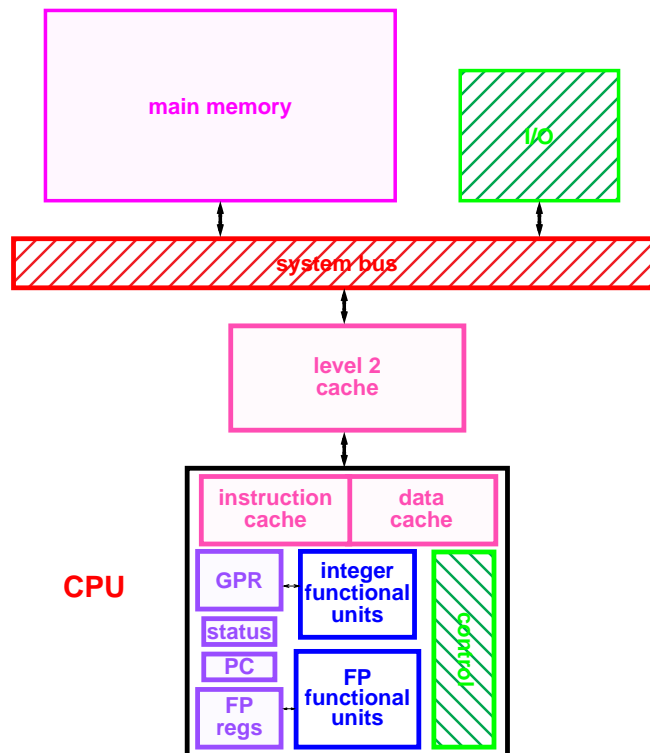 main memory
I/O
system bus
level 2
cache
instruction
cache
data
cache
CPU
GPR
integer
functional
units
status
PC
FP
regs
FP
functional
units
control